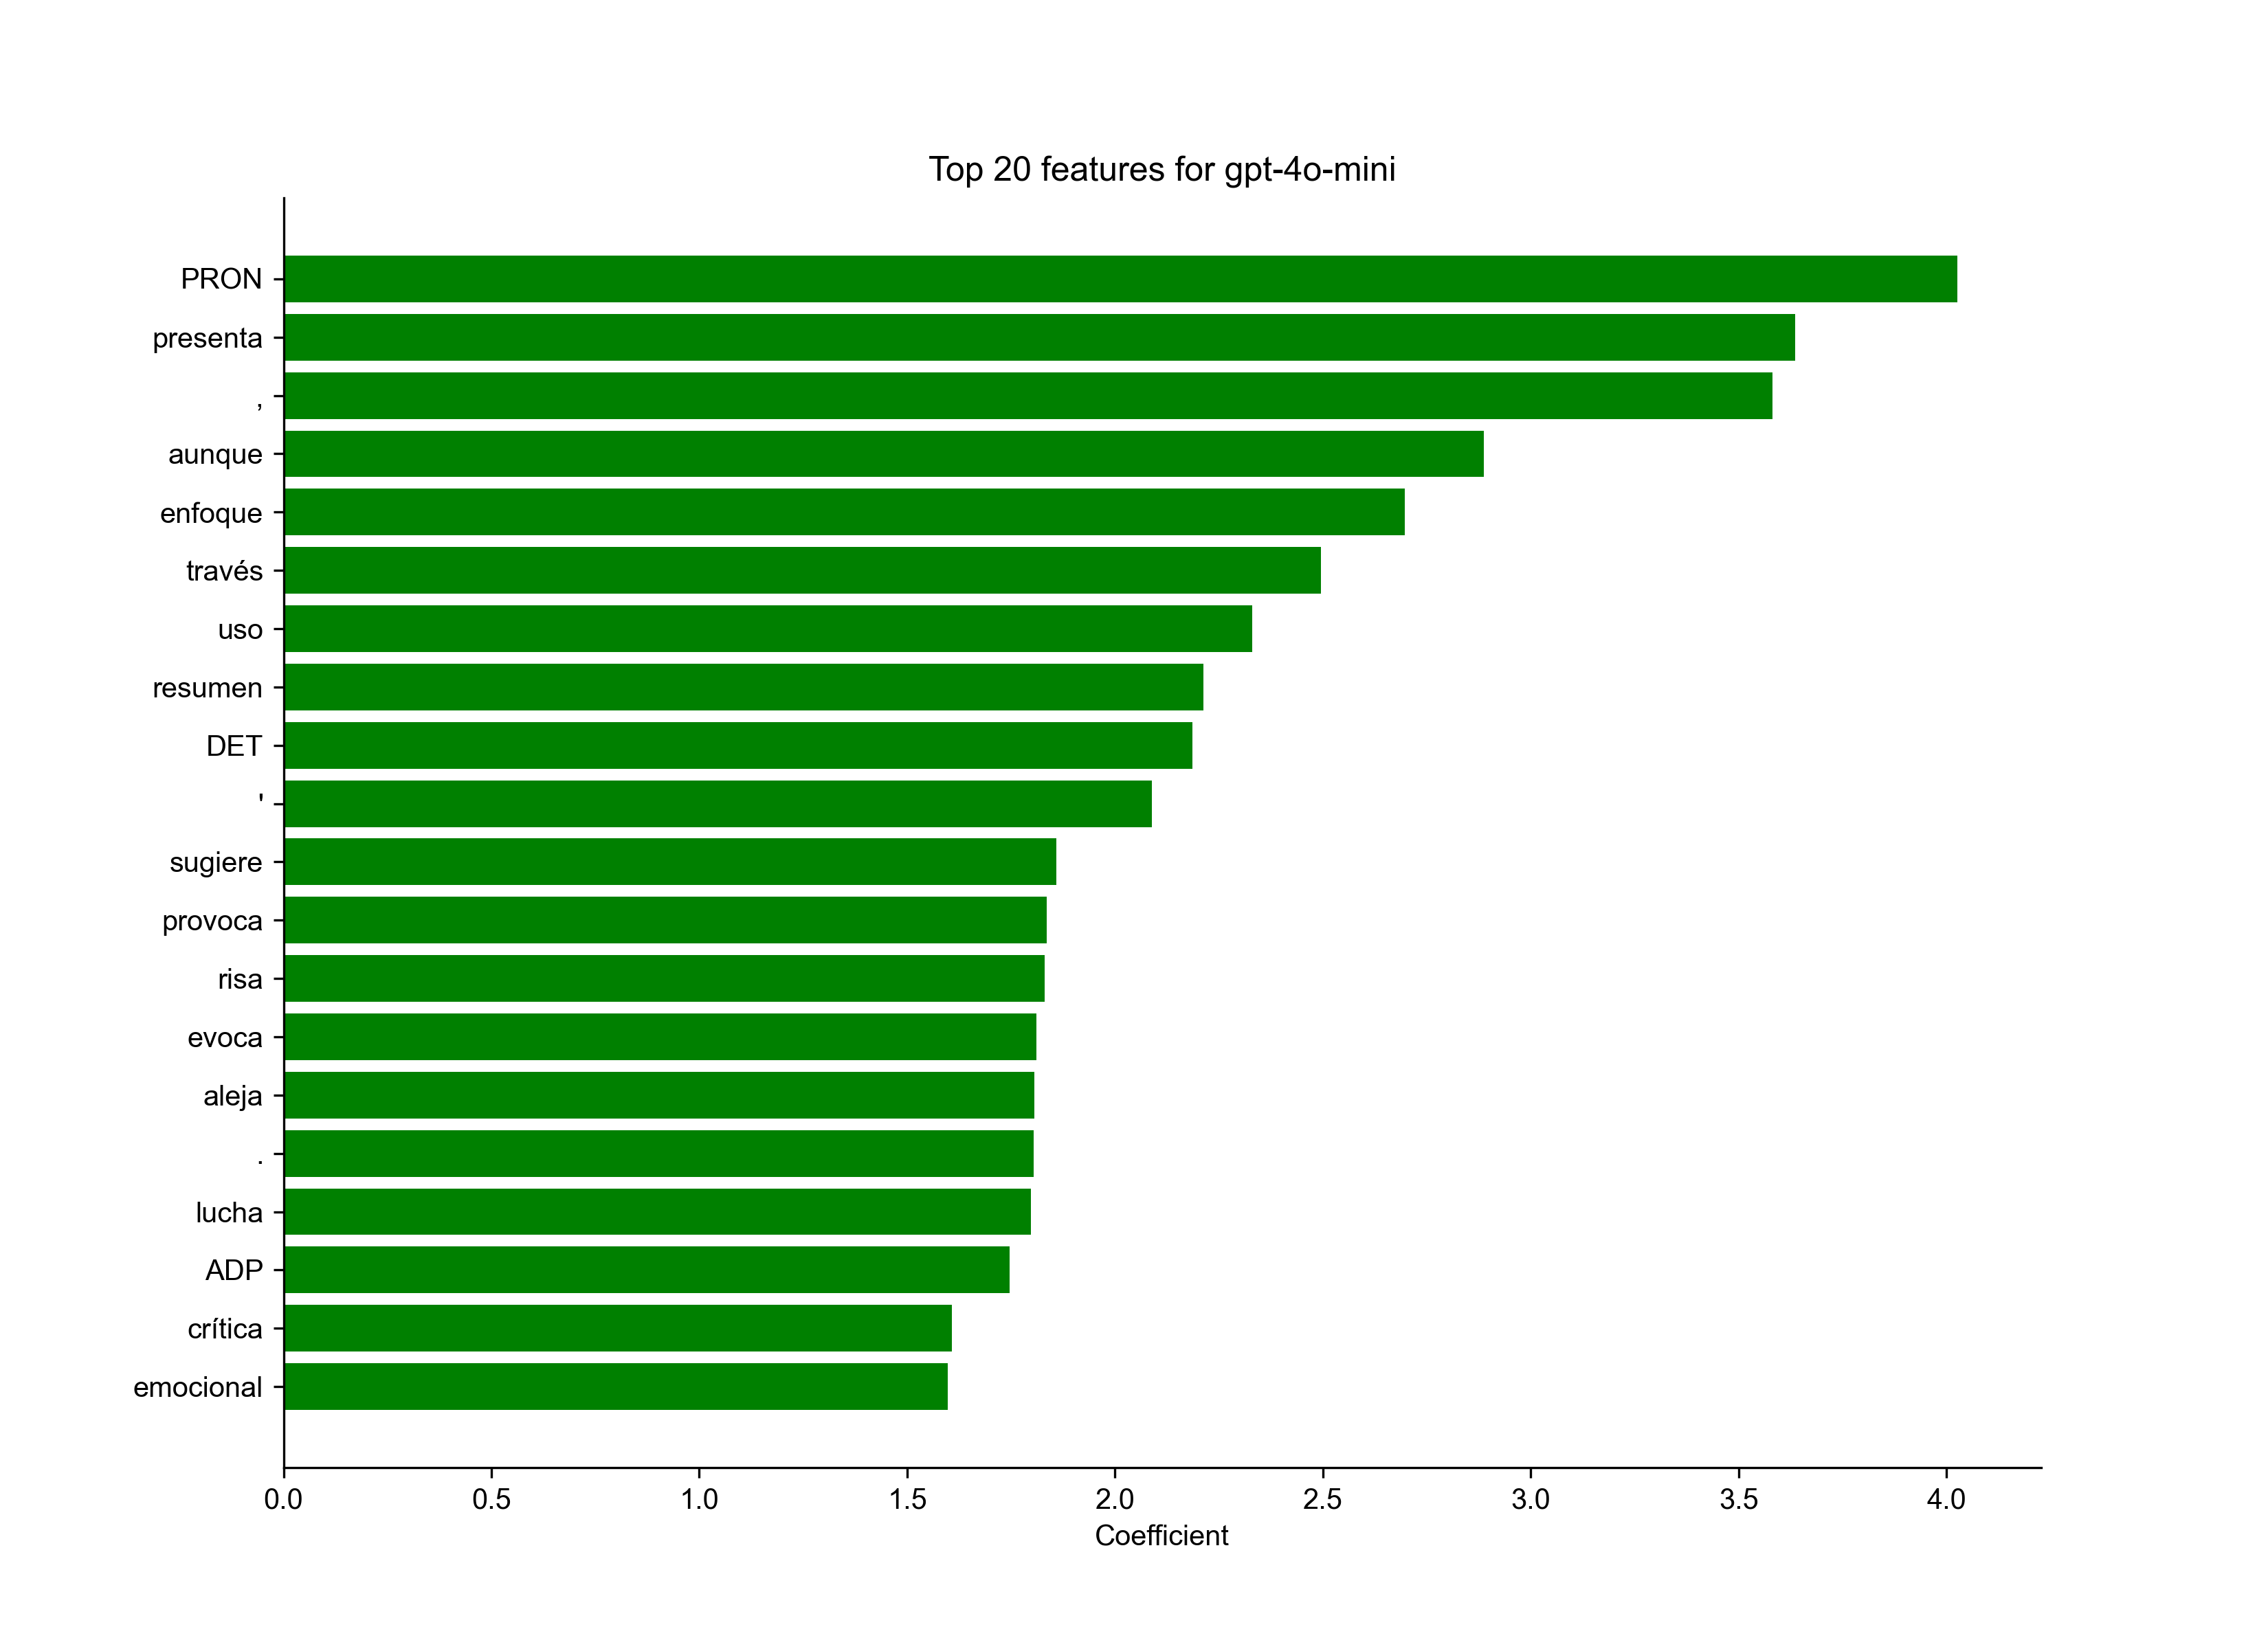 Top 20 features for gpt-4o-mini
PRON
presenta
,
aunque
enfoque
través
uso
resumen
DET
'
sugiere
provoca
risa
evoca
aleja
.
lucha
ADP
crítica
emocional
0.0 0.5 1.0 1.5 2.0 2.5 3.0 3.5 4.0
Coefficient